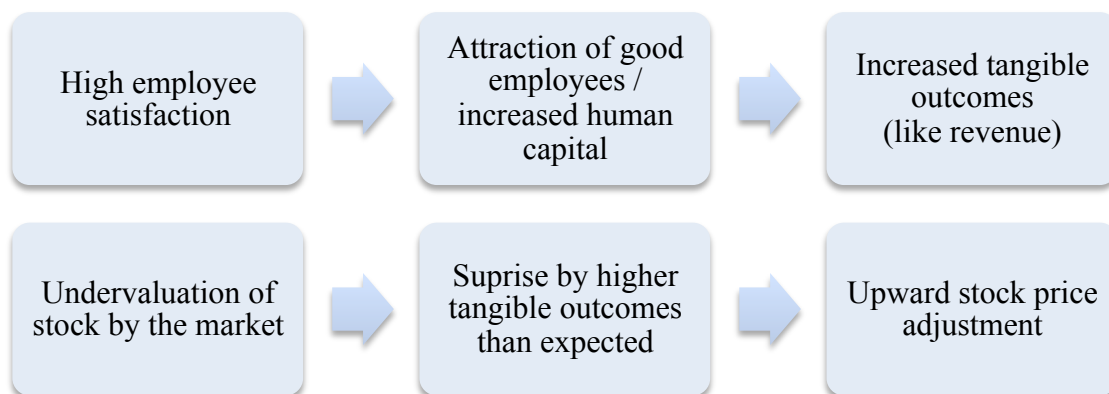 High employee
satisfaction
Attraction of good
employees /
increased human
capital
Increased tangible
outcomes
(like revenue)
Undervaluation of
stock by the market
Suprise by higher
tangible outcomes
than expected
Upward stock price
adjustment